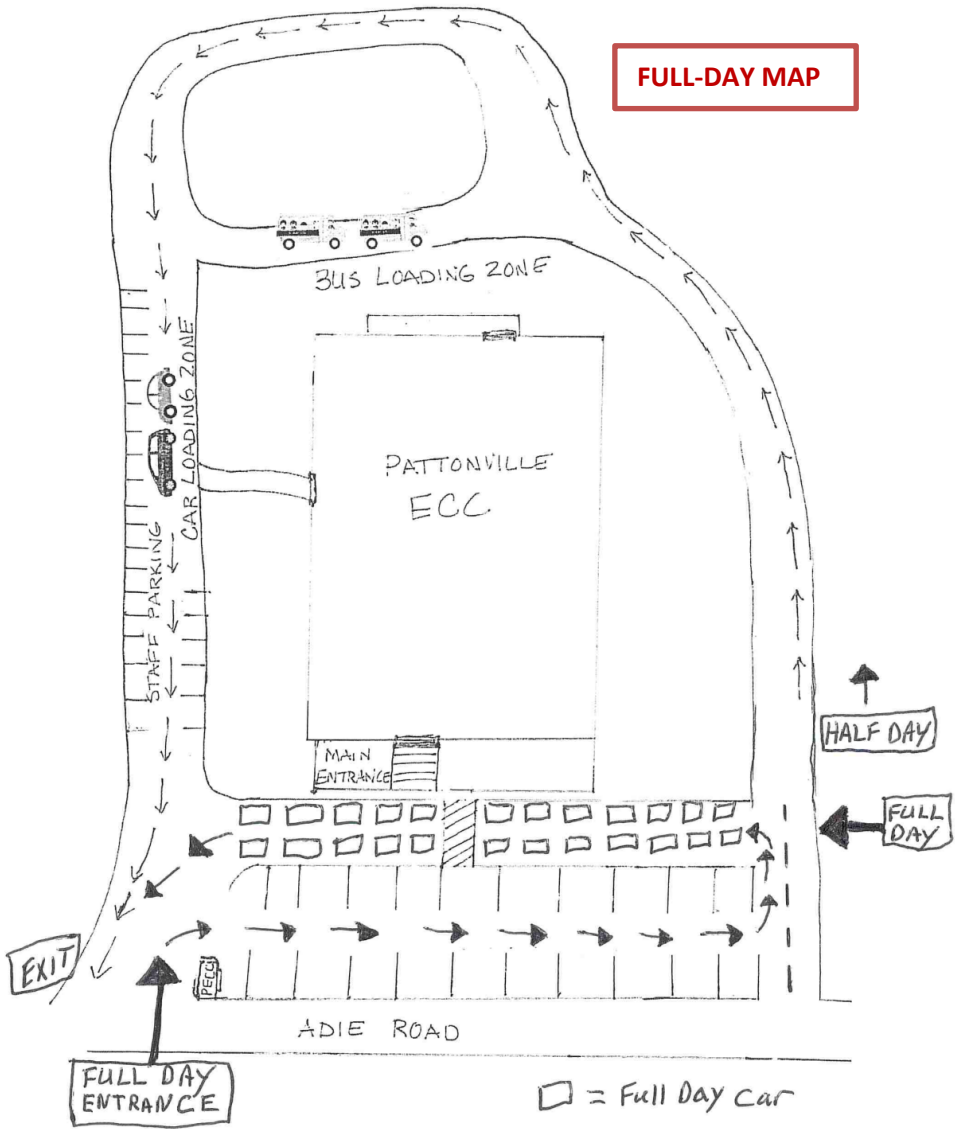 FULL-DAY MAP
BUS LOADING ZONE
CAR LOADING ZONE
STAFF PARKING
PATTONVILLE
ECC
MAIN
ENTRANCE
HALF DAY
FULL
DAY
EXIT
PECC
ADIE ROAD
FULL DAY
ENTRANCE
= Full Day Car